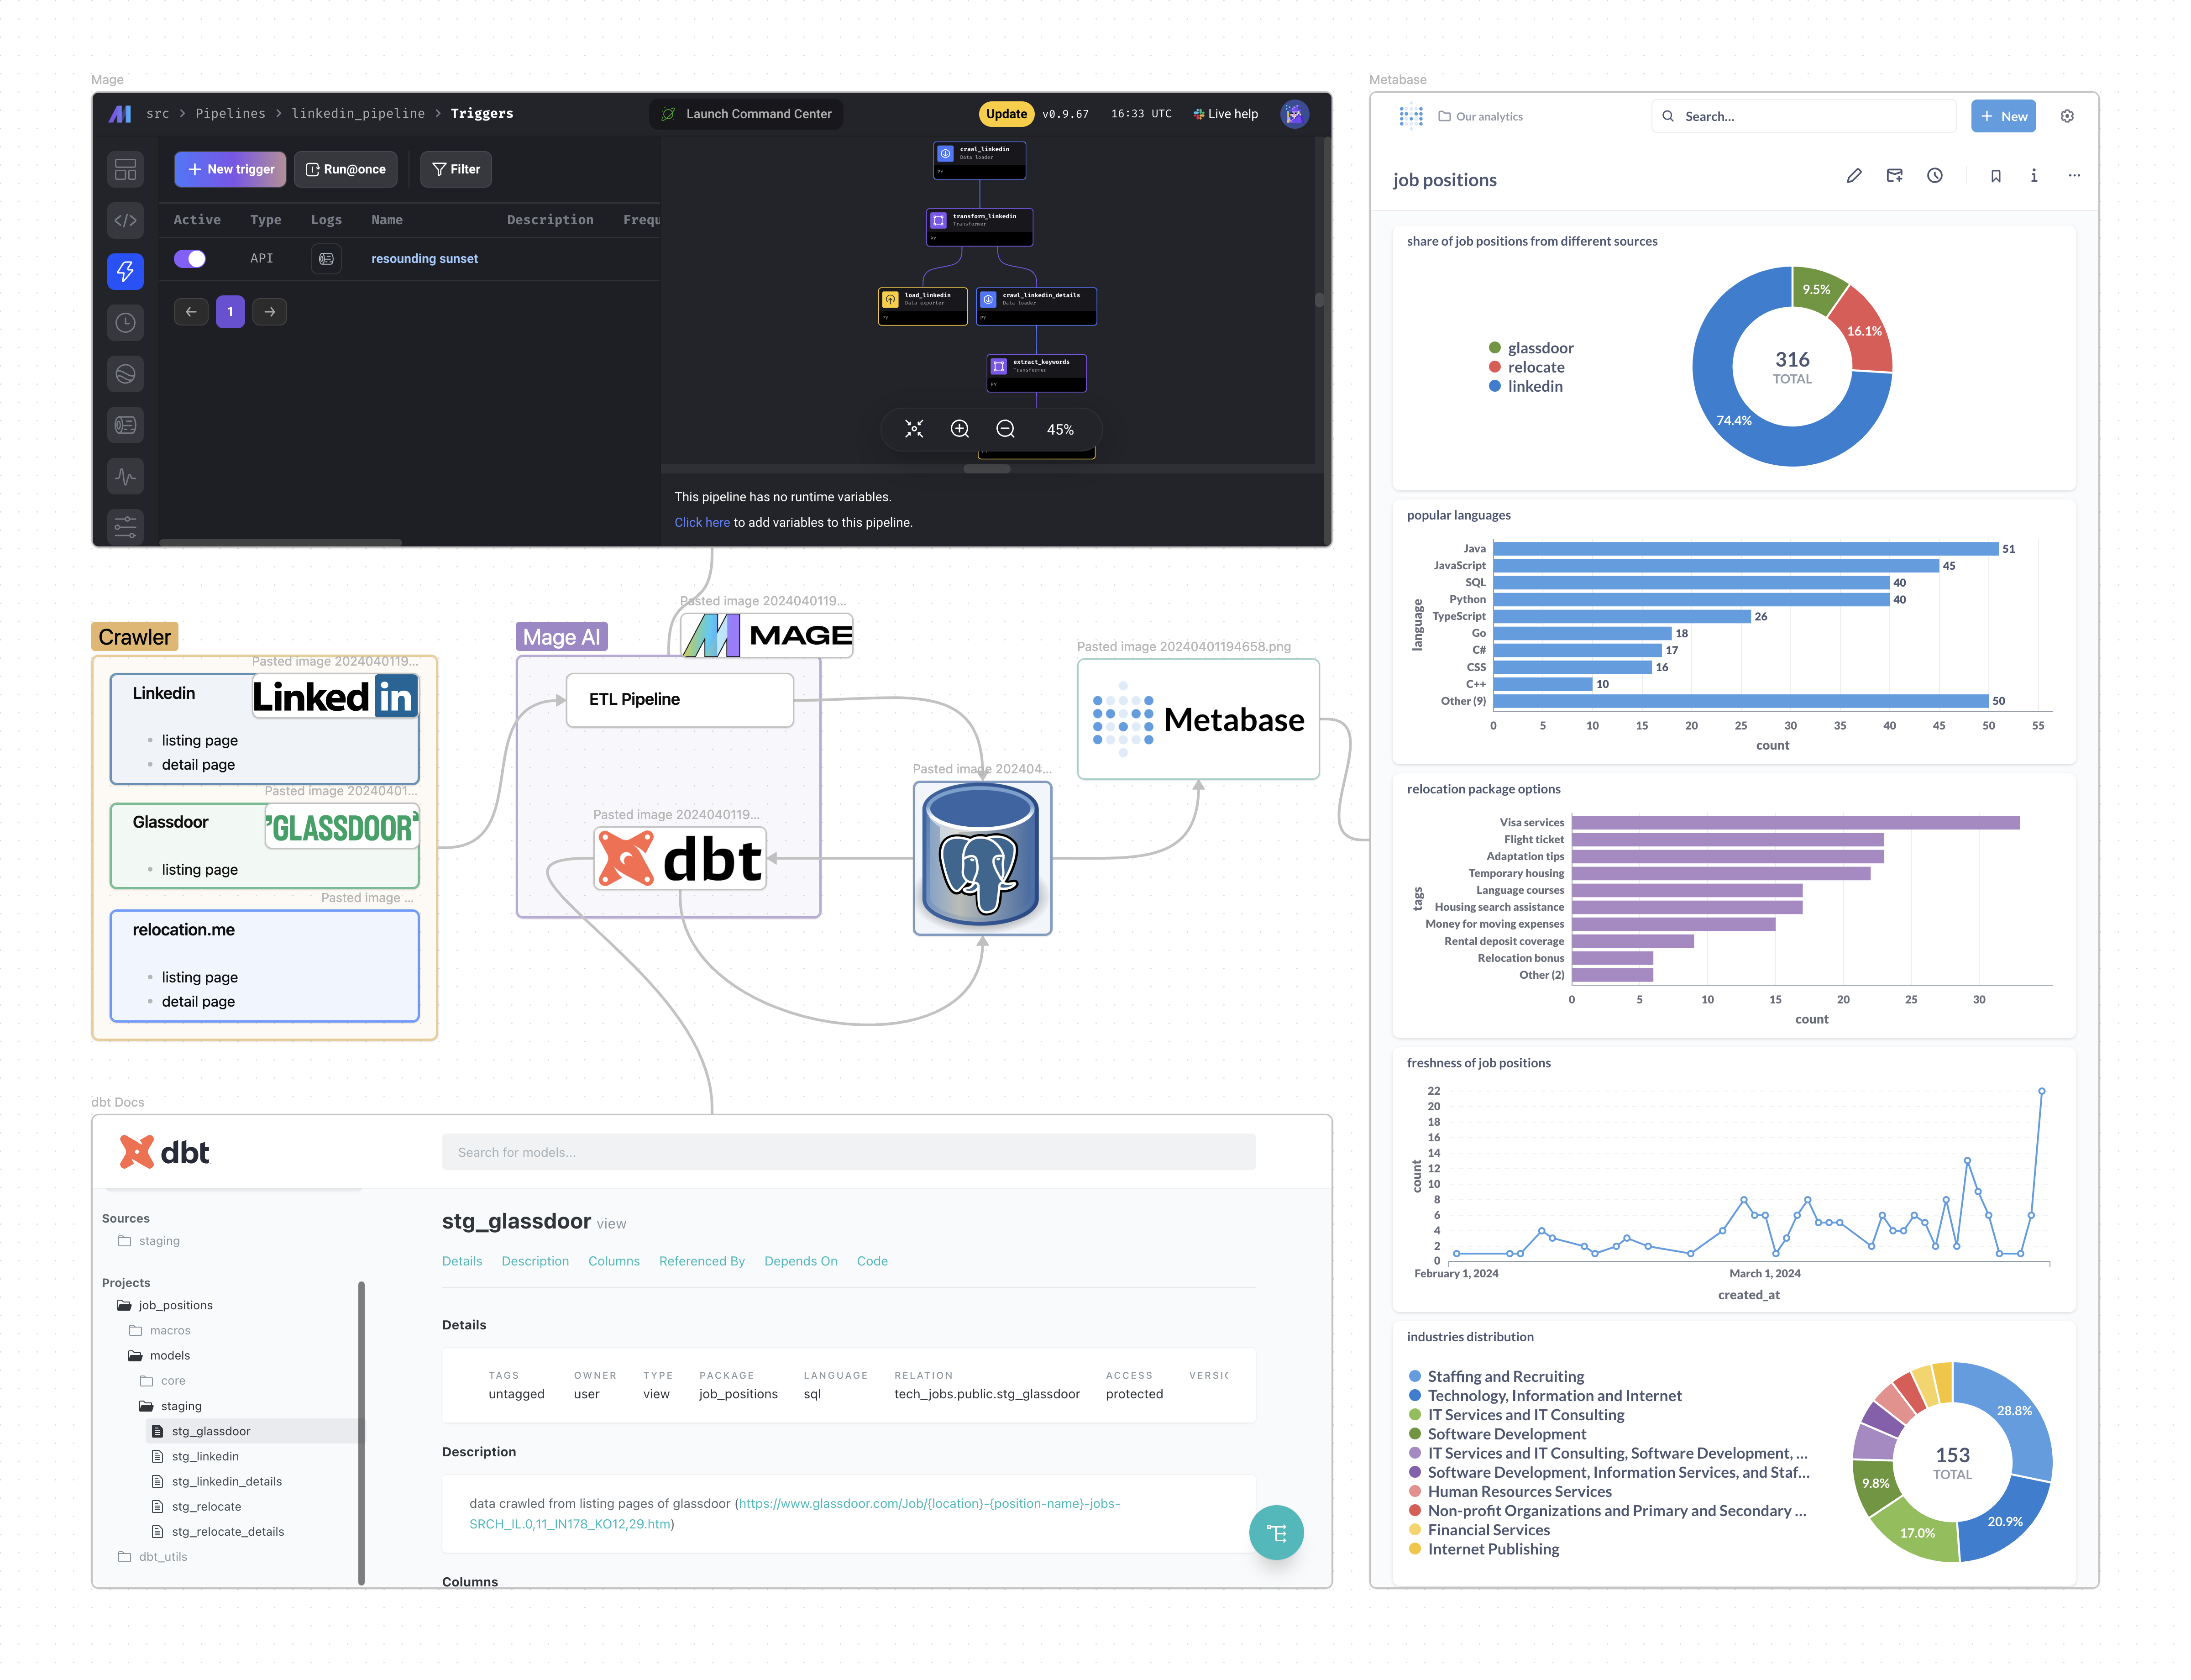 Mage
src > Pipelines > linkedin_pipeline > Triggers
Launch Command Center
Update
v0.9.67
16:33 UTC
Live help
New trigger
Run@once
Filter
Active Type Logs Name Description Frequ
API resounding sunset
1
crawl_linkedin
Data loader
PY
transform_linkedin
Transformer
PY
load_linkedin
Data exporter
PY
crawl_linkedin_details
Data loader
PY
extract_keywords
Transformer
PY
45%
This pipeline has no runtime variables.
Click here to add variables to this pipeline.
Crawler
Pasted image 2024040119...
Linkedin
Linked in
listing page
detail page
Pasted image 20240401...
Glassdoor
GLASSDOOR
listing page
Pasted image ...
relocation.me
listing page
detail page
Mage AI
Pasted image 2024040119...
MAGE
ETL Pipeline
Pasted image 2024040119...
dbt
Pasted image 202404...
Pasted image 20240401194658.png
Metabase
dbt Docs
dbt
Search for models...
Sources
staging
Projects
job_positions
macros
models
core
staging
stg_glassdoor
stg_linkedin
stg_linkedin_details
stg_relocate
stg_relocate_details
dbt_utils
stg_glassdoor view
Details Description Columns Referenced By Depends On Code
Details
TAGS OWNER TYPE PACKAGE LANGUAGE RELATION ACCESS VERSIO
untagged user view job_positions sql tech_jobs.public.stg_glassdoor protected
Description
data crawled from listing pages of glassdoor (https://www.glassdoor.com/Job/{location}-{position-name}-jobs-
SRCH_IL.0,11_IN178_KO12,29.htm)
Columns
Metabase
Our analytics
Search...
New
job positions
share of job positions from different sources
glassdoor
relocate
linkedin
9.5%
16.1%
74.4%
316
TOTAL
popular languages
language
Java 51
JavaScript 45
SQL 40
Python 40
TypeScript 26
Go 18
C# 17
CSS 16
C++ 10
Other (9) 50
0 5 10 15 20 25 30 35 40 45 50 55
count
relocation package options
tags
Visa services
Flight ticket
Adaptation tips
Temporary housing
Language courses
Housing search assistance
Money for moving expenses
Rental deposit coverage
Relocation bonus
Other (2)
0 5 10 15 20 25 30
count
freshness of job positions
count
22
20
18
16
14
12
10
8
6
4
2
0
February 1, 2024 March 1, 2024
created_at
industries distribution
Staffing and Recruiting
Technology, Information and Internet
IT Services and IT Consulting
Software Development
IT Services and IT Consulting, Software Development, ...
Software Development, Information Services, and Staf...
Human Resources Services
Non-profit Organizations and Primary and Secondary ...
Financial Services
Internet Publishing
28.8%
20.9%
17.0%
9.8%
153
TOTAL